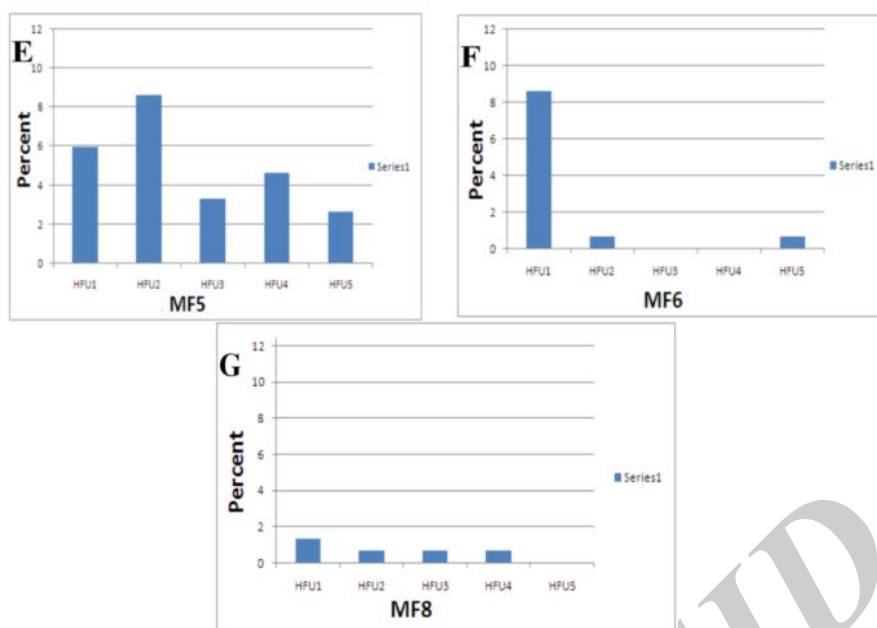 E
12
10
8
6
4
2
0
Percent
HFU1 HFU2 HFU3 HFU4 HFU5
MF5
Series1
F
12
10
8
6
4
2
0
Percent
HFU1 HFU2 HFU3 HFU4 HFU5
MF6
Series1
G
12
10
8
6
4
2
0
Percent
HFU1 HFU2 HFU3 HFU4 HFU5
MF8
Series1